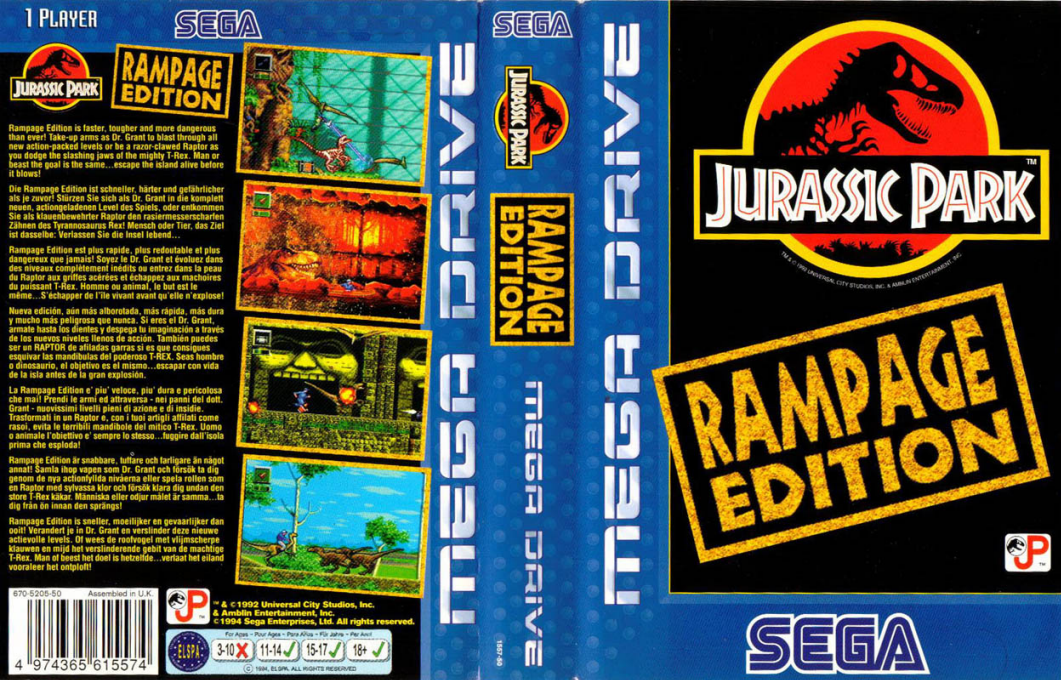 1 PLAYER
SEGA
JURASSIC PARK
RAMPAGE
EDITION
Rampage Edition is faster, tougher and more dangerous
than ever! Take-up arms as Dr. Grant to blast through all
new action-packed levels or be a razor-clawed Raptor as
you dodge the slashing jaws of the mighty T-Rex. Man or
beast the goal is the same...escape the island alive before
it blows!
Die Rampage Edition ist schneller, härter und gefährlicher
als je zuvor! Stürzen Sie sich als Dr. Grant in die komplett
neuen, actiongeladenen Level des Spiels, oder entkommen
Sie als klauenbewehrter Raptor den rasiermesserscharfen
Zähnen des Tyrannosaurus Rex! Mensch oder Tier, das Ziel
ist dasselbe: Verlassen Sie die Insel lebend...
Rampage Edition est plus rapide, plus redoutable et plus
dangereux que jamais! Soyez le Dr. Grant et évoluez dans
des niveaux complètement inédits ou entrez dans la peau
du Raptor aux griffes acérées et échappez aux machoires
du puissant T-Rex. Homme ou animal, le but est le
même...S'échapper de l'île vivant avant qu'elle n'explose!
Nueva edición, aún más alborotada, más rápida, más dura
y mucho más peligrosa que nunca. Si eres el Dr. Grant,
armate hasta los dientes y despega tu imaginación a través
de los nuevos niveles llenos de acción. También puedes
ser un RAPTOR de afiladas garras si es que consigues
esquivar las mandibulas del poderoso T-REX. Seas hombre
o dinosaurio, el objetivo es el mismo...escapar con vida
de la isla antes de la gran explosión.
La Rampage Edition e' piu' veloce, piu' dura e pericolosa
che mai! Prendi le armi ed attraversa - nei panni del dott.
Grant - nuovissimi livelli pieni di azione e di insidie.
Trasformati in un Raptor e, con i tuoi artigli affilati come
rasoi, evita le terribili mandibole del mitico T-Rex. Uomo
o animale l'obiettivo e' sempre lo stesso...fuggire dall'isola
prima che esploda!
Rampage Edition är snabbare, tuffare och farligare än något
annat! Samla ihop vapen som Dr. Grant och försök ta dig
genom de nya actionfyllda nivåerna eller spela rollen som
en Raptor med sylvassa klor och försök klara dig undan den
store T-Rex käkar. Människa eller odjur målet är samma...ta
dig från ön innan den sprängs!
Rampage Edition is sneller, moeilijker en gevaarlijker dan
ooit! Verandert je in Dr. Grant en verslinder deze nieuwe
actievolle levels. Of wees de roofvogel met vlijmscherpe
klauwen en mijd het verslinderende gebit van de machtige
T-Rex. Man of beest het doel is hetzelfde...vertaat het eiland
vooraleer het ontploft!
670-5205-50 Assembled in U.K.
4 974365 615574
JP ™
™ & © 1992 Universal City Studios, Inc.
& Amblin Entertainment, Inc.
© 1994 Sega Enterprises, Ltd. All rights reserved.
ELSPA
For Ages - Pour Ages - Para Años - Für Jahre - Per Anni
3-10 11-14 15-17 18+
© 1994, ELSPA. ALL RIGHTS RESERVED
MEGA DRIVE
SEGA
JURASSIC PARK
RAMPAGE
EDITION
MEGA DRIVE
1557-50
MEGA DRIVE
JURASSIC PARK ™
TM & © 1992 UNIVERSAL CITY STUDIOS, INC. & AMBLIN ENTERTAINMENT, INC.
RAMPAGE
EDITION
JP ™
SEGA